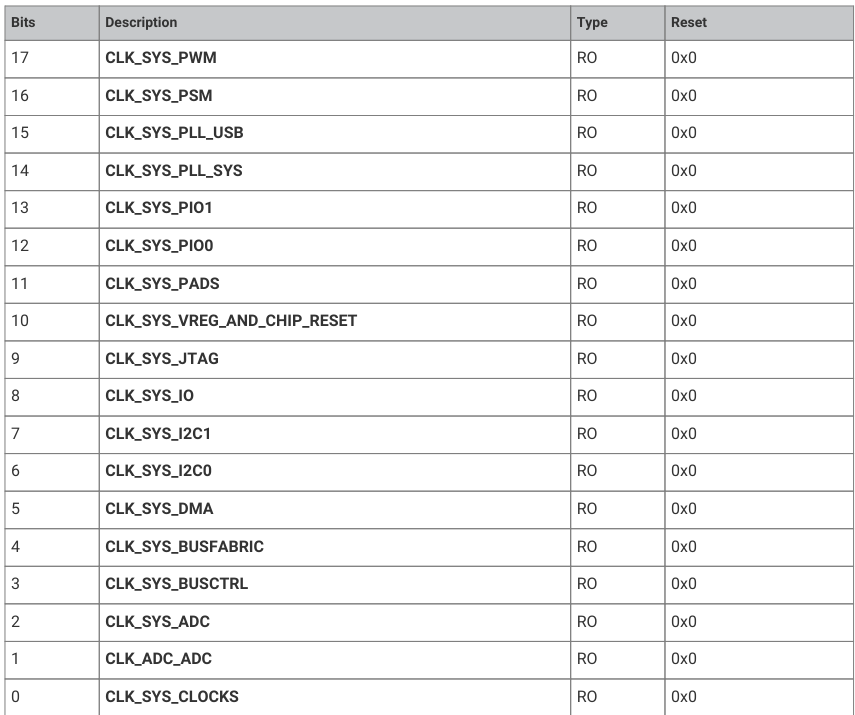 Bits Description Type Reset
17 CLK_SYS_PWM RO 0x0
16 CLK_SYS_PSM RO 0x0
15 CLK_SYS_PLL_USB RO 0x0
14 CLK_SYS_PLL_SYS RO 0x0
13 CLK_SYS_PIO1 RO 0x0
12 CLK_SYS_PIO0 RO 0x0
11 CLK_SYS_PADS RO 0x0
10 CLK_SYS_VREG_AND_CHIP_RESET RO 0x0
9 CLK_SYS_JTAG RO 0x0
8 CLK_SYS_IO RO 0x0
7 CLK_SYS_I2C1 RO 0x0
6 CLK_SYS_I2C0 RO 0x0
5 CLK_SYS_DMA RO 0x0
4 CLK_SYS_BUSFABRIC RO 0x0
3 CLK_SYS_BUSCTRL RO 0x0
2 CLK_SYS_ADC RO 0x0
1 CLK_ADC_ADC RO 0x0
0 CLK_SYS_CLOCKS RO 0x0